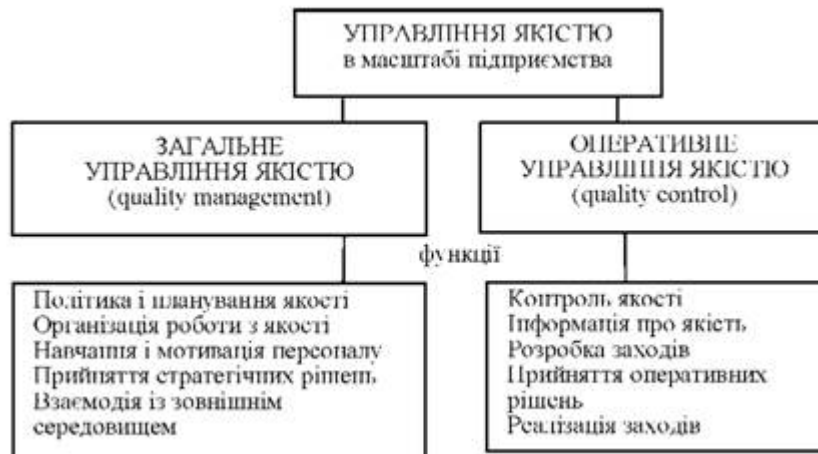 УПРАВЛІННЯ ЯКІСТЮ
в масштабі підприємства
ЗАГАЛЬНЕ
УПРАВЛІННЯ ЯКІСТЮ
(quality management)
ОПЕРАТИВНЕ
УПРАВЛІННЯ ЯКІСТЮ
(quality control)
функції
Політика і планування якості
Організація роботи з якості
Навчання і мотивація персоналу
Прийняття стратегічних рішень
Взаємодія із зовнішнім
середовищем
Контроль якості
Інформація про якість
Розробка заходів
Прийняття оперативних
рішень
Реалізація заходів